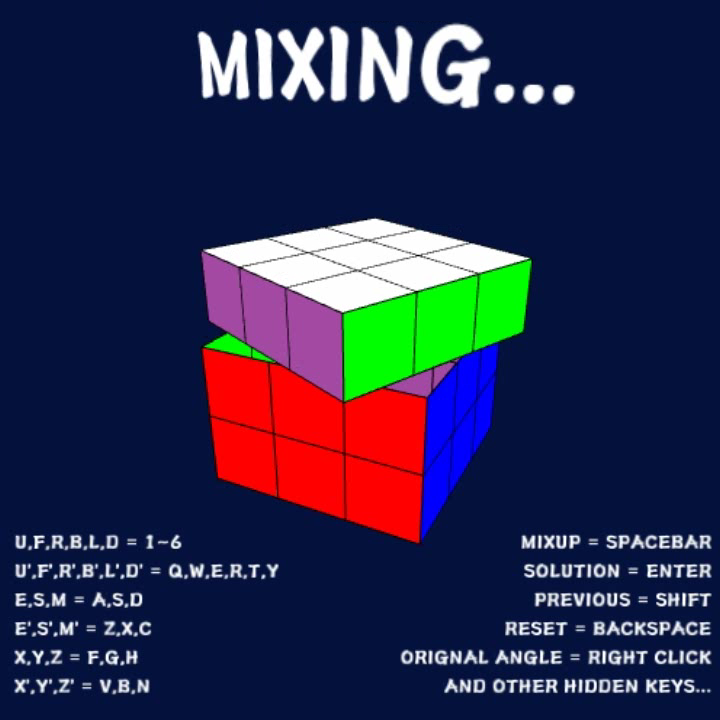 MIXING...
U,F,R,B,L,D = 1~6
U',F',R',B',L',D' = Q,W,E,R,T,Y
E,S,M = A,S,D
E',S',M' = Z,X,C
X,Y,Z = F,G,H
X',Y',Z' = V,B,N
MIXUP = SPACEBAR
SOLUTION = ENTER
PREVIOUS = SHIFT
RESET = BACKSPACE
ORIGNAL ANGLE = RIGHT CLICK
AND OTHER HIDDEN KEYS...